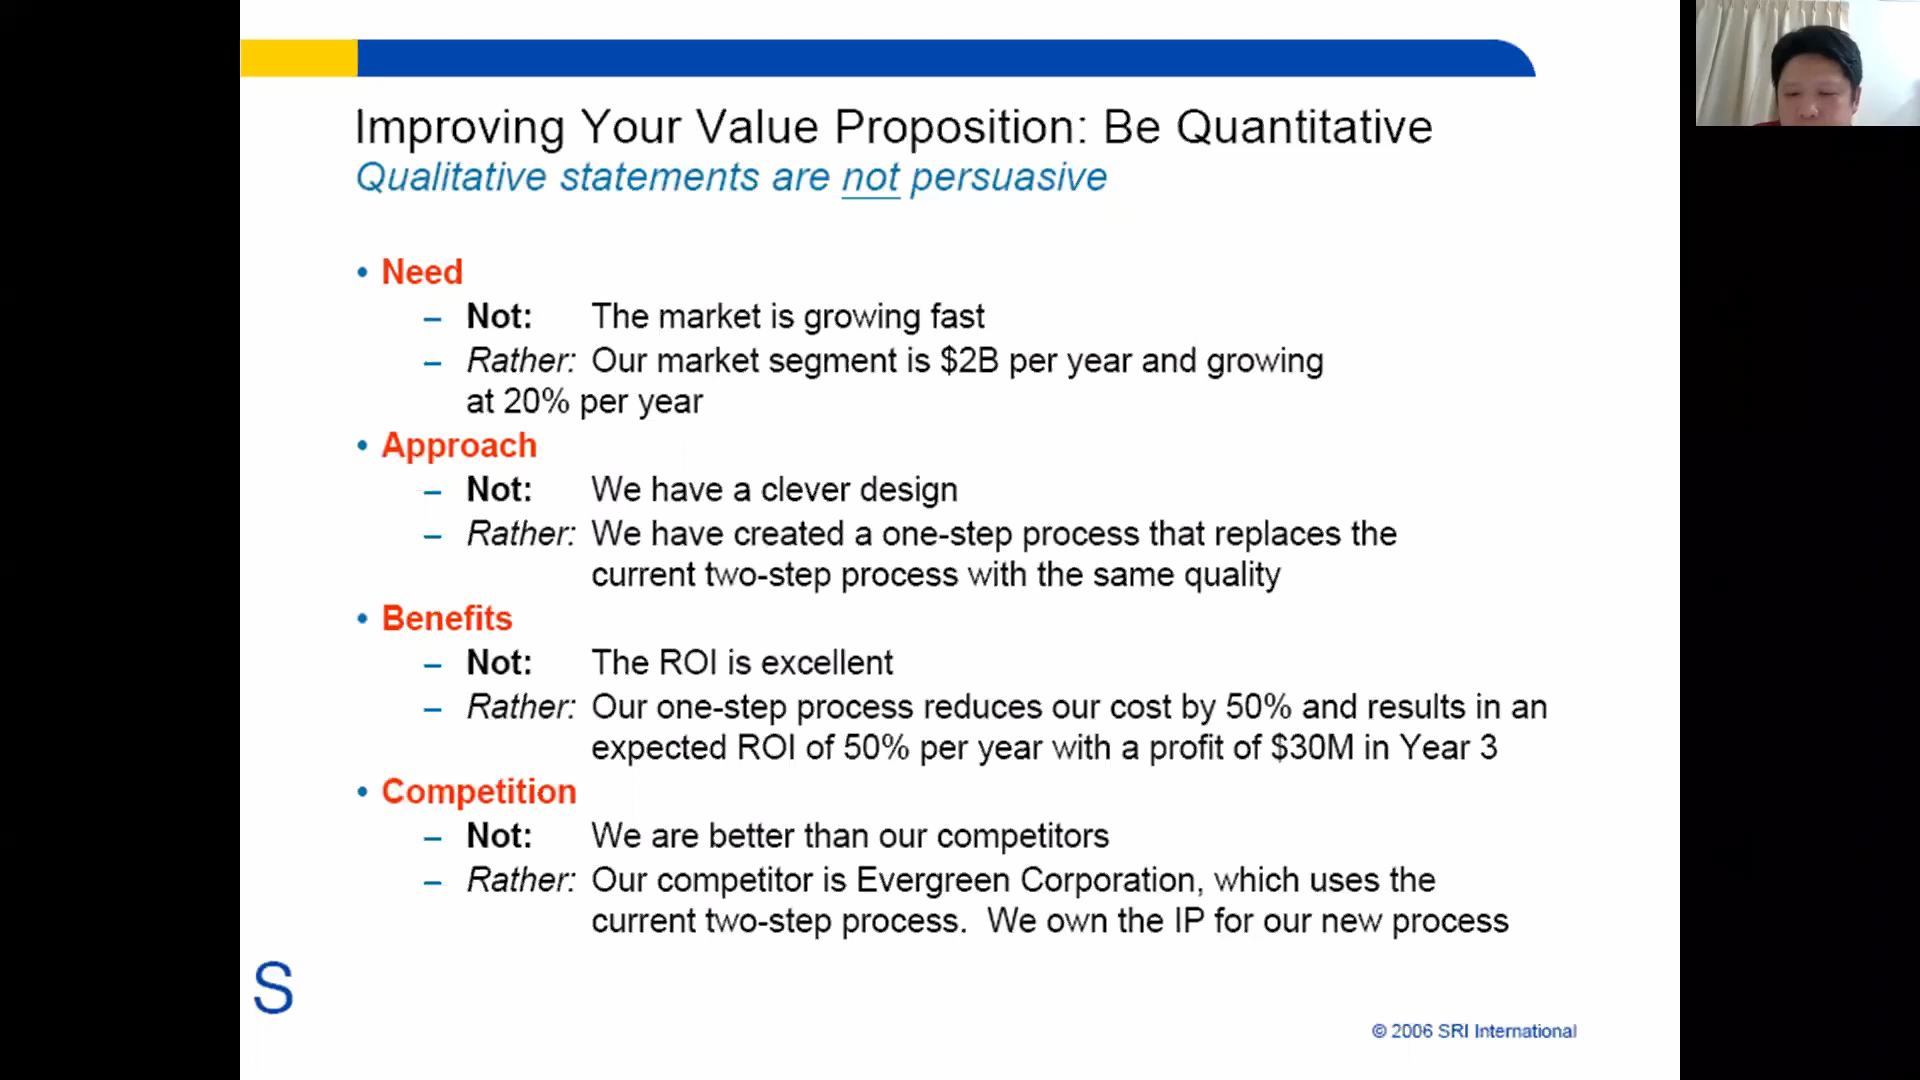 Improving Your Value Proposition: Be Quantitative
Qualitative statements are not persuasive
• Need
– Not: The market is growing fast
– Rather: Our market segment is $2B per year and growing
at 20% per year
• Approach
– Not: We have a clever design
– Rather: We have created a one-step process that replaces the
current two-step process with the same quality
• Benefits
– Not: The ROI is excellent
– Rather: Our one-step process reduces our cost by 50% and results in an
expected ROI of 50% per year with a profit of $30M in Year 3
• Competition
– Not: We are better than our competitors
– Rather: Our competitor is Evergreen Corporation, which uses the
current two-step process. We own the IP for our new process
S
© 2006 SRI International